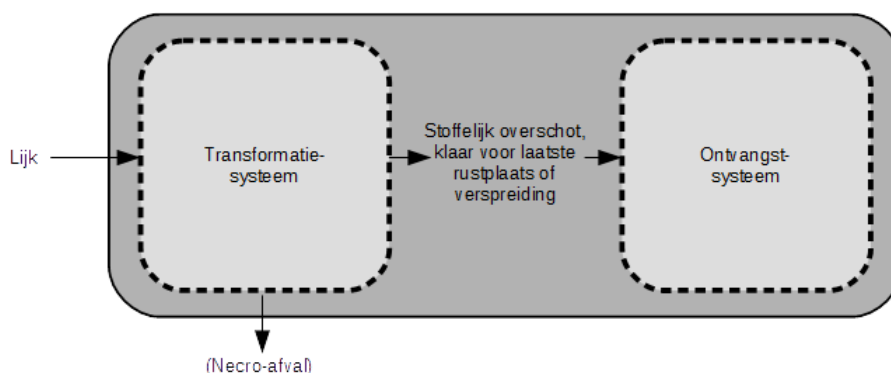 Lijk
Transformatie-
systeem
Stoffelijk overschot,
klaar voor laatste
rustplaats of
verspreiding
Ontvangst-
systeem
(Necro-afval)